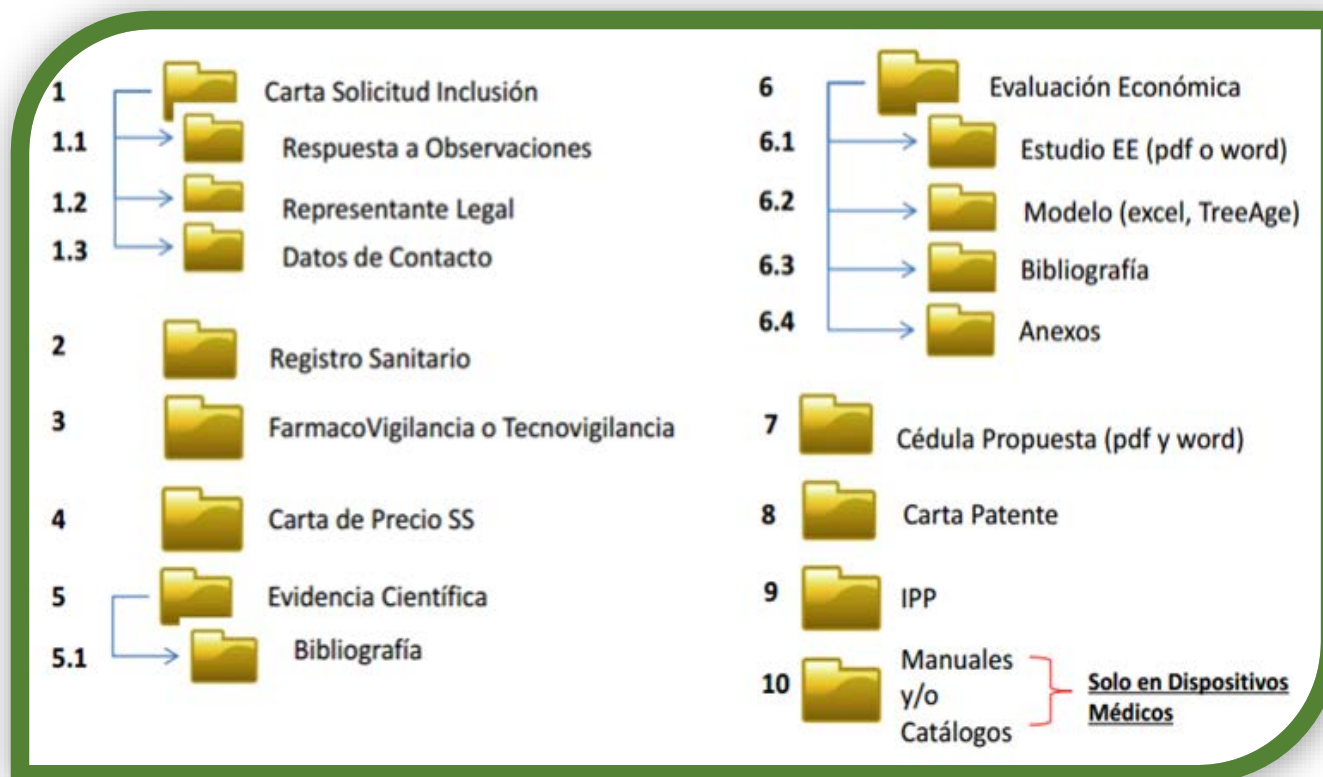 1 Carta Solicitud Inclusión
1.1 Respuesta a Observaciones
1.2 Representante Legal
1.3 Datos de Contacto
2 Registro Sanitario
3 FarmacoVigilancia o Tecnovigilancia
4 Carta de Precio SS
5 Evidencia Científica
5.1 Bibliografía
6 Evaluación Económica
6.1 Estudio EE (pdf o word)
6.2 Modelo (excel, TreeAge)
6.3 Bibliografía
6.4 Anexos
7 Cédula Propuesta (pdf y word)
8 Carta Patente
9 IPP
10 Manuales
y/o
Catálogos
Solo en Dispositivos
Médicos